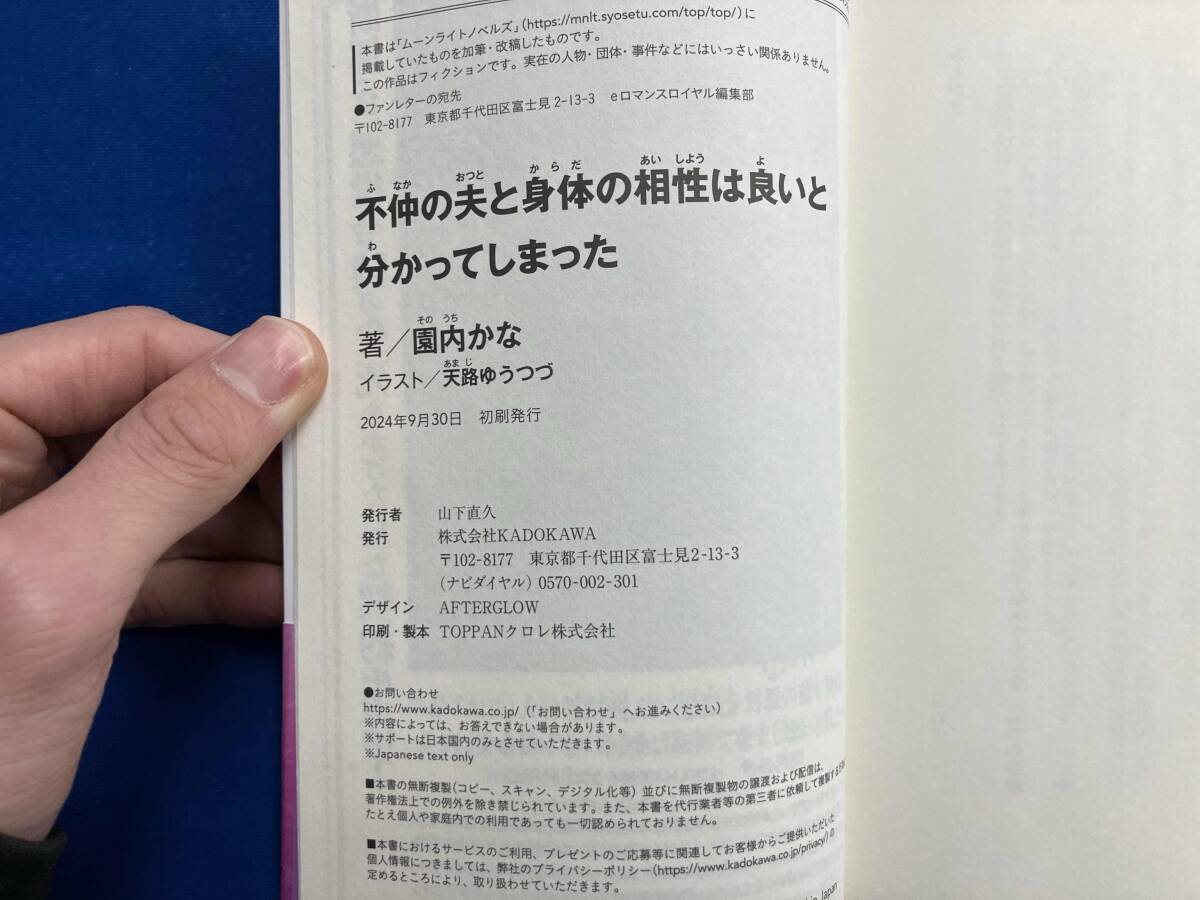 本書は「ムーンライトノベルズ」(https://mnlt.syosetu.com/top/top/)に
掲載していたものを加筆・改稿したものです。
この作品はフィクションです。実在の人物・団体・事件などにはいっさい関係ありません。
●ファンレターの宛先
〒102-8177 東京都千代田区富士見 2-13-3 eロマンスロイヤル編集部
ふ なか おっと からだ あい しょう よ
不仲の夫と身体の相性は良いと
わ
分かってしまった
その うち
著/園内かな
あま じ
イラスト/天路ゆうつづ
2024年9月30日 初刷発行
発行者 山下直久
発行 株式会社KADOKAWA
〒102-8177 東京都千代田区富士見2-13-3
(ナビダイヤル) 0570-002-301
デザイン AFTERGLOW
印刷・製本 TOPPANクロレ株式会社
●お問い合わせ
https://www.kadokawa.co.jp/ (「お問い合わせ」へお進みください)
※内容によっては、お答えできない場合があります。
※サポートは日本国内のみとさせていただきます。
※Japanese text only
■本書の無断複製(コピー、スキャン、デジタル化等) 並びに無断複製物の譲渡および配信は、
著作権法上での例外を除き禁じられています。また、本書を代行業者等の第三者に依頼して複製する
たとえ個人や家庭内での利用であっても一切認められておりません。
■本書におけるサービスのご利用、プレゼントのご応募等に関連してお客様からご提供いただいた
個人情報につきましては、弊社のプライバシーポリシー(https://www.kadokawa.co.jp/privacy/)の
定めるところにより、取り扱わせていただきます。
in Japan